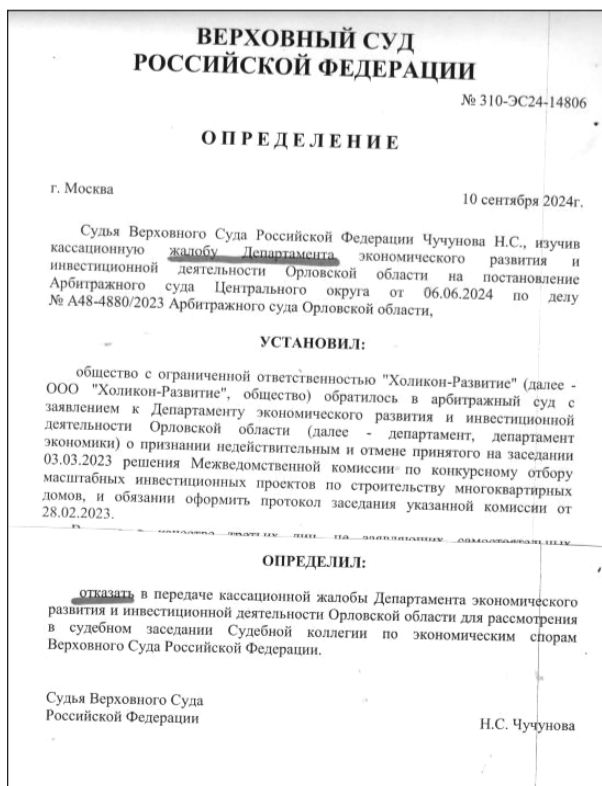 ВЕРХОВНЫЙ СУД
РОССИЙСКОЙ ФЕДЕРАЦИИ
№ 310-ЭС24-14806
ОПРЕДЕЛЕНИЕ
г. Москва
10 сентября 2024г.
Судья Верховного Суда Российской Федерации Чучунова Н.С., изучив
кассационную жалобу Департамента экономического развития и
инвестиционной деятельности Орловской области на постановление
Арбитражного суда Центрального округа от 06.06.2024 по делу
№ А48-4880/2023 Арбитражного суда Орловской области,
УСТАНОВИЛ:
общество с ограниченной ответственностью "Холикон-Развитие" (далее -
ООО "Холикон-Развитие", общество) обратилось в арбитражный суд с
заявлением к Департаменту экономического развития и инвестиционной
деятельности Орловской области (далее - департамент, департамент
экономики) о признании недействительным и отмене принятого на заседании
03.03.2023 решения Межведомственной комиссии по конкурсному отбору
масштабных инвестиционных проектов по строительству многоквартирных
домов, и обязании оформить протокол заседания указанной комиссии от
28.02.2023.
ОПРЕДЕЛИЛ:
отказать в передаче кассационной жалобы Департамента экономического
развития и инвестиционной деятельности Орловской области для рассмотрения
в судебном заседании Судебной коллегии по экономическим спорам
Верховного Суда Российской Федерации.
Судья Верховного Суда
Российской Федерации
Н.С. Чучунова